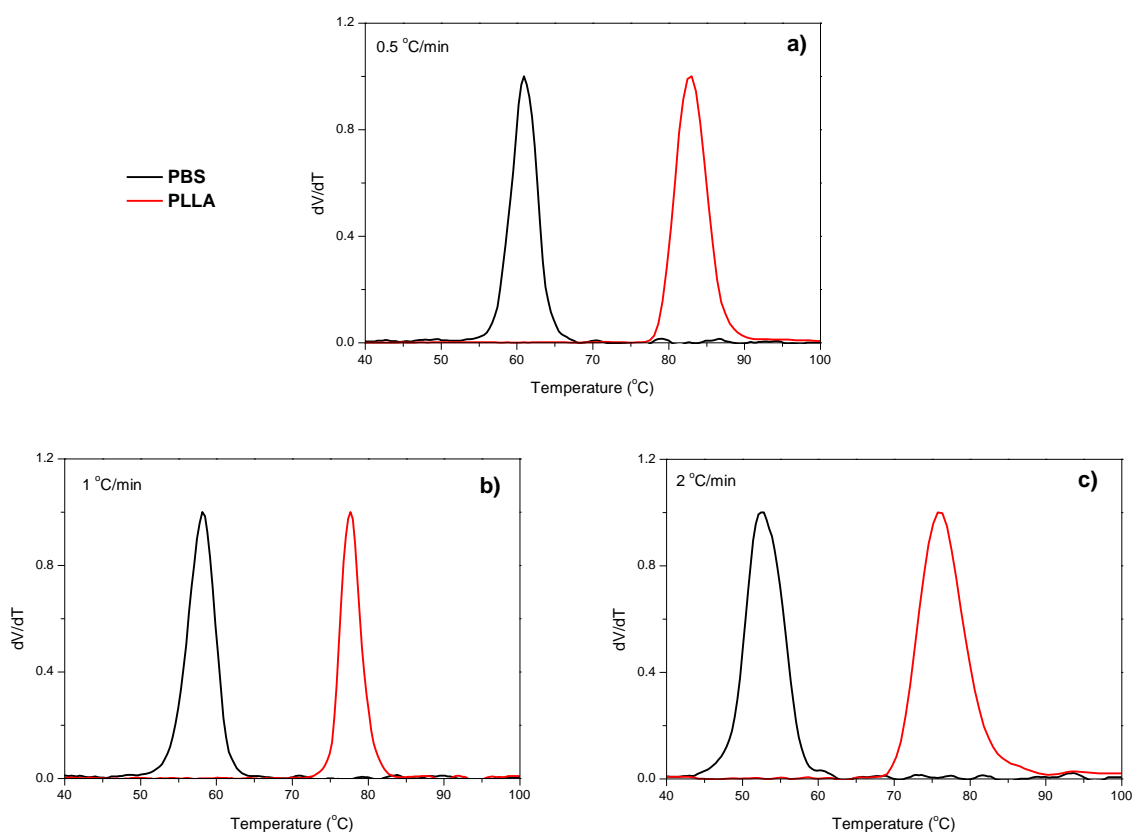 0.5 °C/min
a)
PBS
PLLA
dV/dT
1.2
0.8
0.4
0.0
40 50 60 70 80 90 100
Temperature (°C)
1 °C/min
b)
dV/dT
1.2
0.8
0.4
0.0
40 50 60 70 80 90 100
Temperature (°C)
2 °C/min
c)
dV/dT
1.2
0.8
0.4
0.0
40 50 60 70 80 90 100
Temperature (°C)